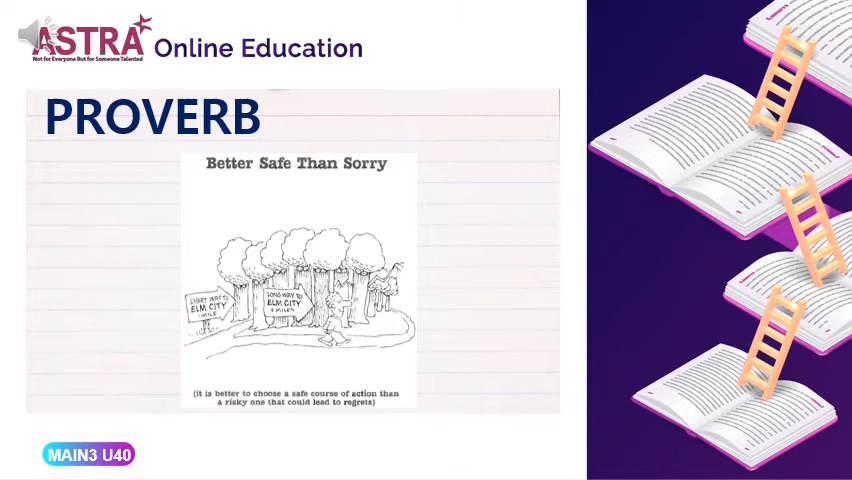 ASTRA
Not for Everyone But for Someone Talented
Online Education
PROVERB
Better Safe Than Sorry
SHORT WAY TO
ELM CITY
1 MILE
LONG WAY TO
ELM CITY
5 MILES
(it is better to choose a safe course of action than
a risky one that could lead to regrets)
MAIN3 U40